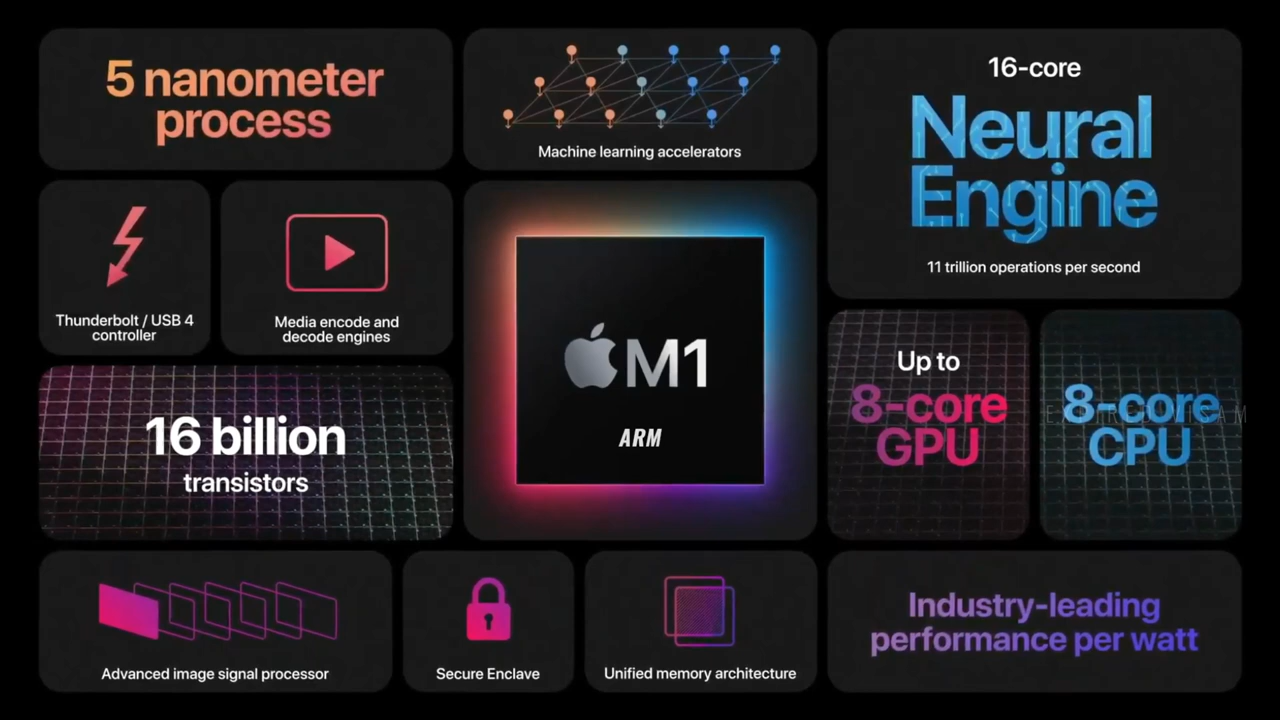 5 nanometer
process
Machine learning accelerators
16-core
Neural
Engine
11 trillion operations per second
Thunderbolt / USB 4
controller
Media encode and
decode engines
M1
ARM
Up to
8-core
GPU
8-core
CPU
16 billion
transistors
Advanced image signal processor
Secure Enclave
Unified memory architecture
Industry-leading
performance per watt